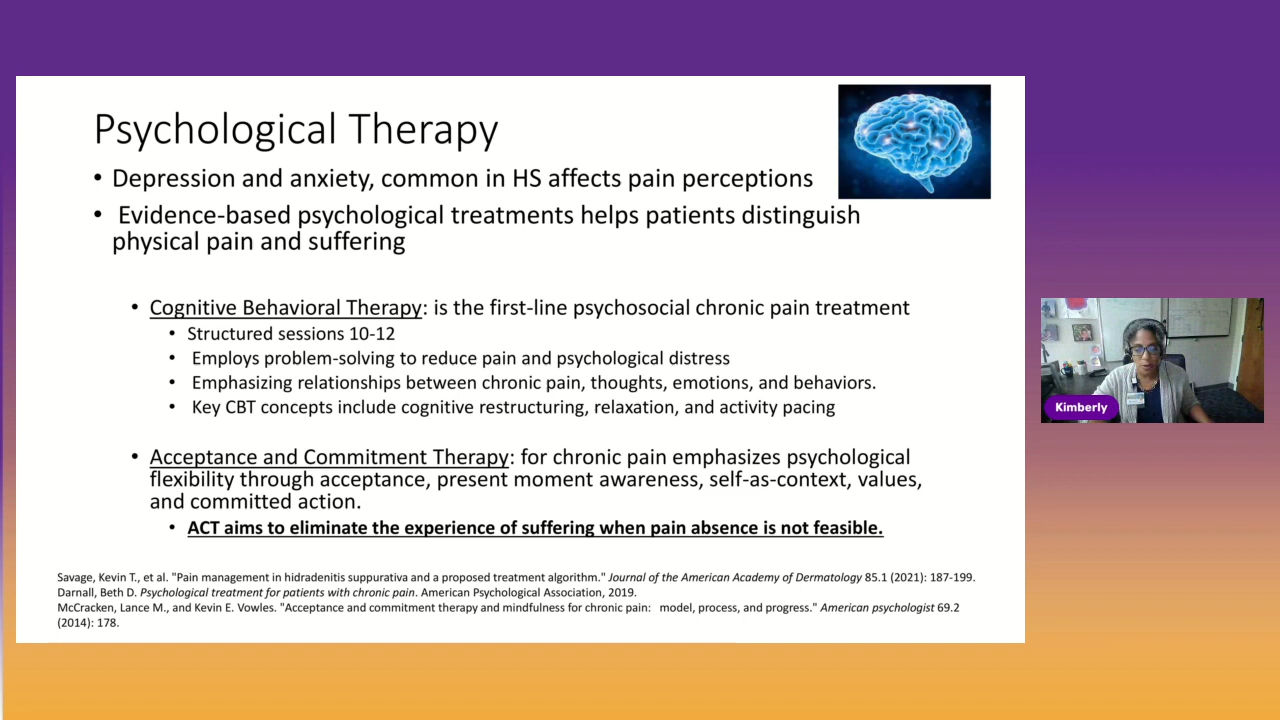 Psychological Therapy
• Depression and anxiety, common in HS affects pain perceptions
• Evidence-based psychological treatments helps patients distinguish
physical pain and suffering
• Cognitive Behavioral Therapy: is the first-line psychosocial chronic pain treatment
• Structured sessions 10-12
• Employs problem-solving to reduce pain and psychological distress
• Emphasizing relationships between chronic pain, thoughts, emotions, and behaviors.
• Key CBT concepts include cognitive restructuring, relaxation, and activity pacing
• Acceptance and Commitment Therapy: for chronic pain emphasizes psychological
flexibility through acceptance, present moment awareness, self-as-context, values,
and committed action.
• ACT aims to eliminate the experience of suffering when pain absence is not feasible.
Savage, Kevin T., et al. "Pain management in hidradenitis suppurativa and a proposed treatment algorithm." Journal of the American Academy of Dermatology 85.1 (2021): 187-199.
Darnall, Beth D. Psychological treatment for patients with chronic pain. American Psychological Association, 2019.
McCracken, Lance M., and Kevin E. Vowles. "Acceptance and commitment therapy and mindfulness for chronic pain: model, process, and progress." American psychologist 69.2
(2014): 178.
Kimberly